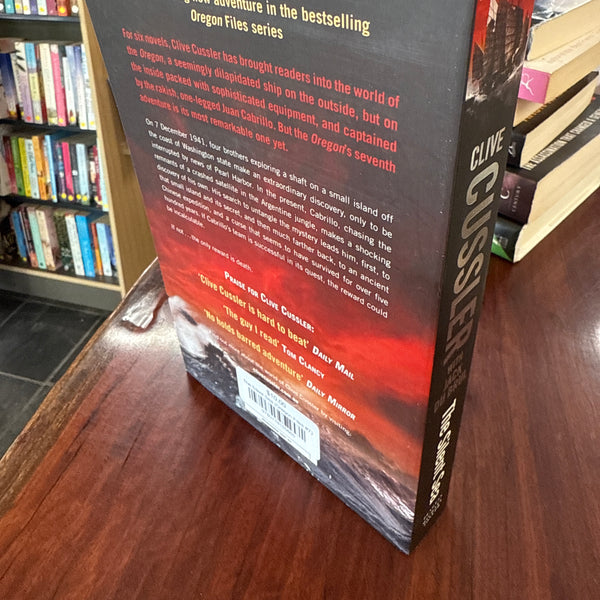 new adventure in the bestselling
Oregon Files series
For six novels, Clive Cussler has brought readers into the world of
the Oregon, a seemingly dilapidated ship on the outside, but on
the inside packed with sophisticated equipment, and captained
by the rakish, one-legged Juan Cabrillo. But the Oregon's seventh
adventure is its most remarkable one yet.
On 7 December 1941, four brothers exploring a shaft on a small island off
the coast of Washington state make an extraordinary discovery, only to be
interrupted by news of Pearl Harbor. In the present, Cabrillo, chasing the
remnants of a crashed satellite in the Argentine jungle, makes a shocking
discovery of his own. His search to untangle the mystery leads him, first, to
that small island and its secret, and then much farther back, to an ancient
Chinese expedition, and a curse that seems to have survived for over five
hundred years. If Cabrillo's team is successful in its quest, the reward could
be incalculable.
If not . . . the only reward is death.
PRAISE FOR CLIVE CUSSLER:
'Clive Cussler is hard to beat' DAILY MAIL
'The guy I read' TOM CLANCY
'No holds barred adventure' DAILY MIRROR
by visiting.
CLIVE
CUSSLER
WITH
JACK
The Silent Sea